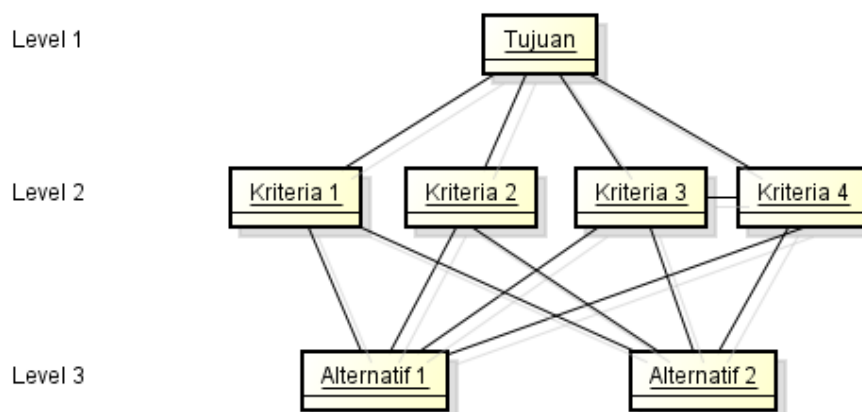 Level 1
Tujuan
Level 2
Kriteria 1
Kriteria 2
Kriteria 3
Kriteria 4
Level 3
Alternatif 1
Alternatif 2